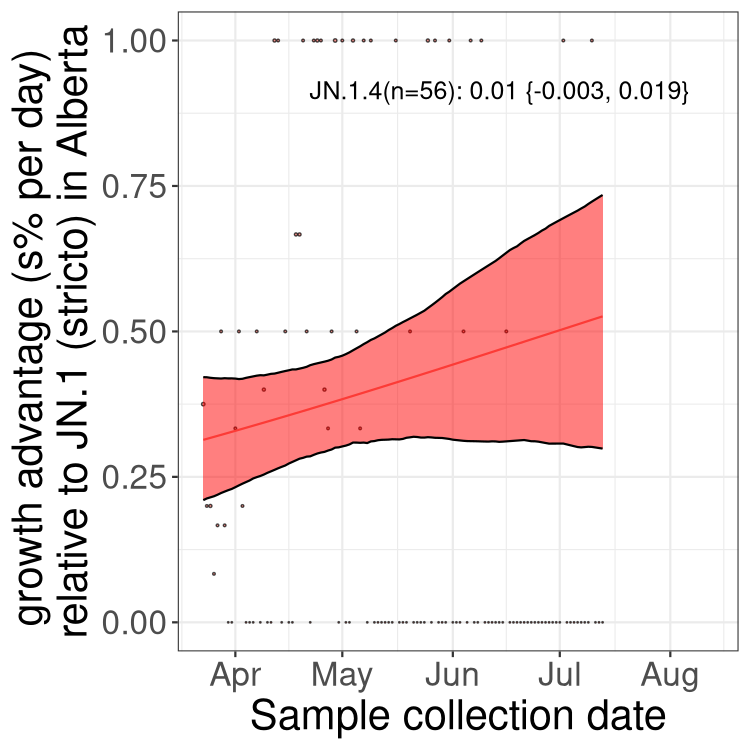 growth advantage (s% per day)
relative to JN.1 (stricto) in Alberta
1.00
JN.1.4(n=56): 0.01 {-0.003, 0.019}
0.75
0.50
0.25
0.00
Apr May Jun Jul Aug
Sample collection date